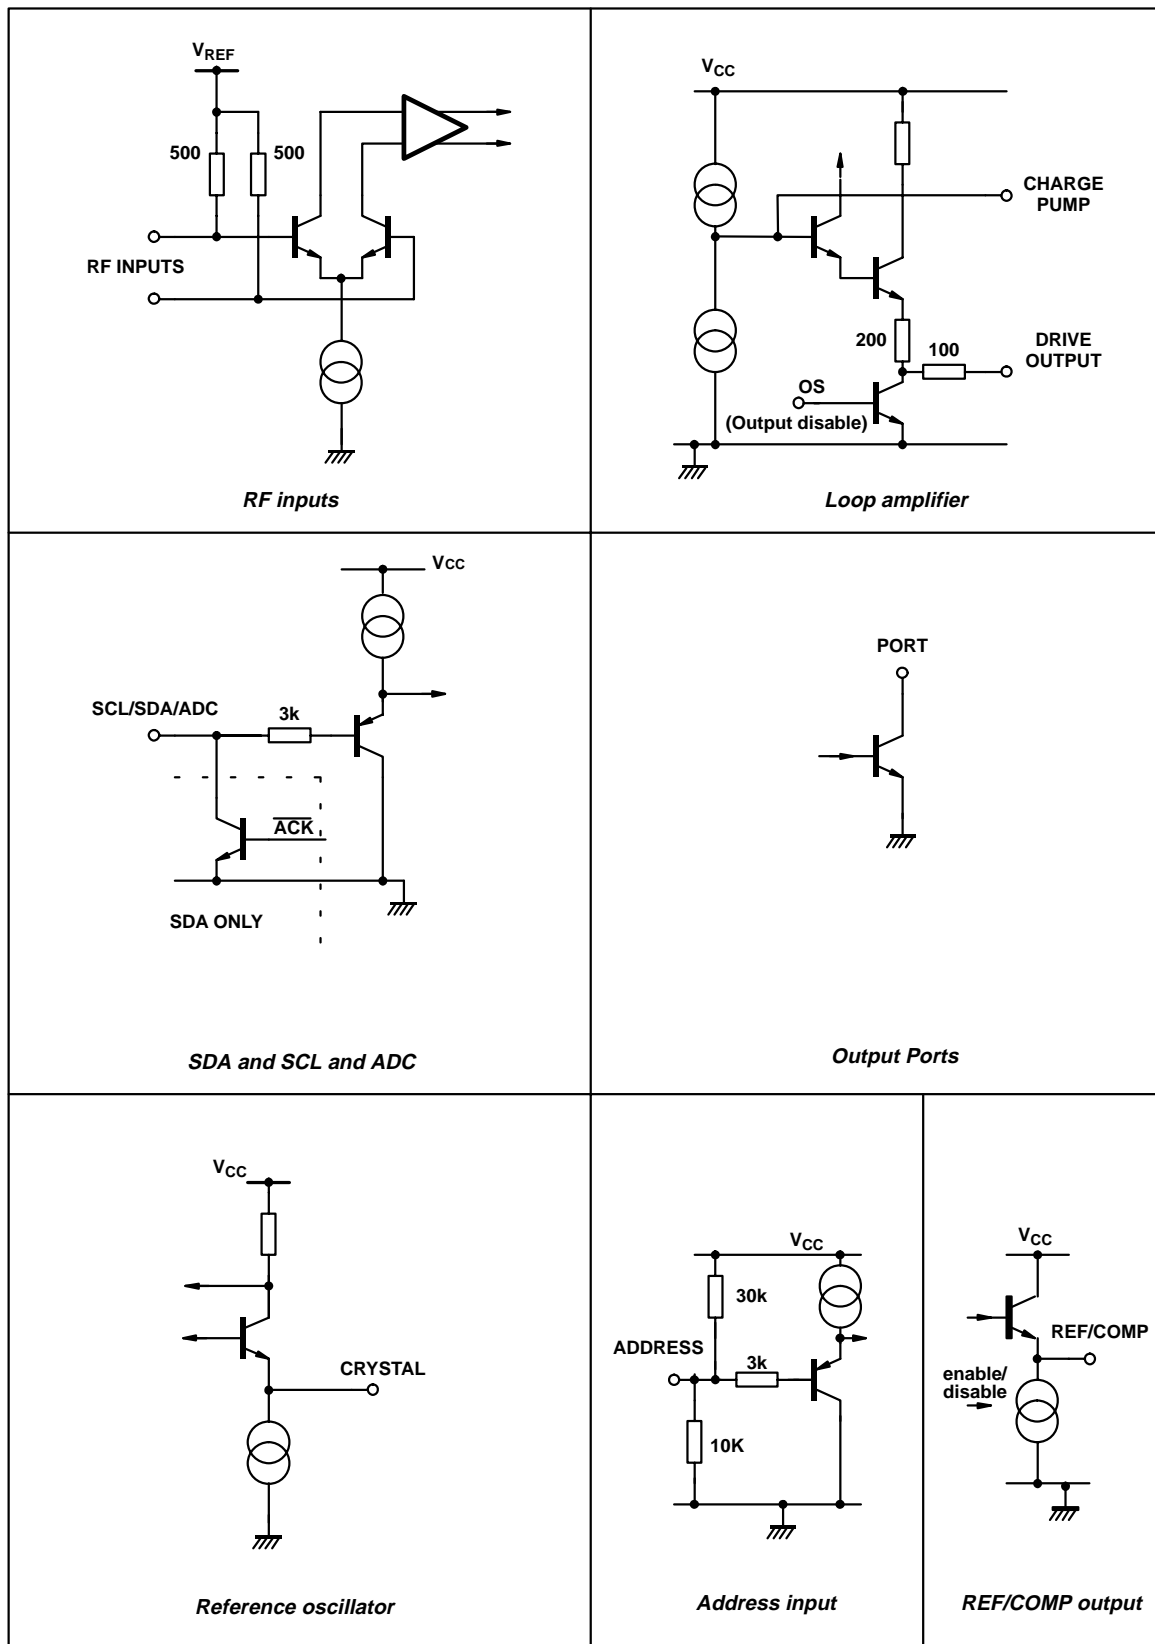 VREF
500
500
RF INPUTS
RF inputs
VCC
CHARGE
PUMP
200
100
DRIVE
OUTPUT
OS
(Output disable)
Loop amplifier
VCC
SCL/SDA/ADC
3k
ACK
SDA ONLY
SDA and SCL and ADC
PORT
Output Ports
VCC
CRYSTAL
Reference oscillator
VCC
30k
ADDRESS
3k
10K
Address input
VCC
REF/COMP
enable/
disable
REF/COMP output